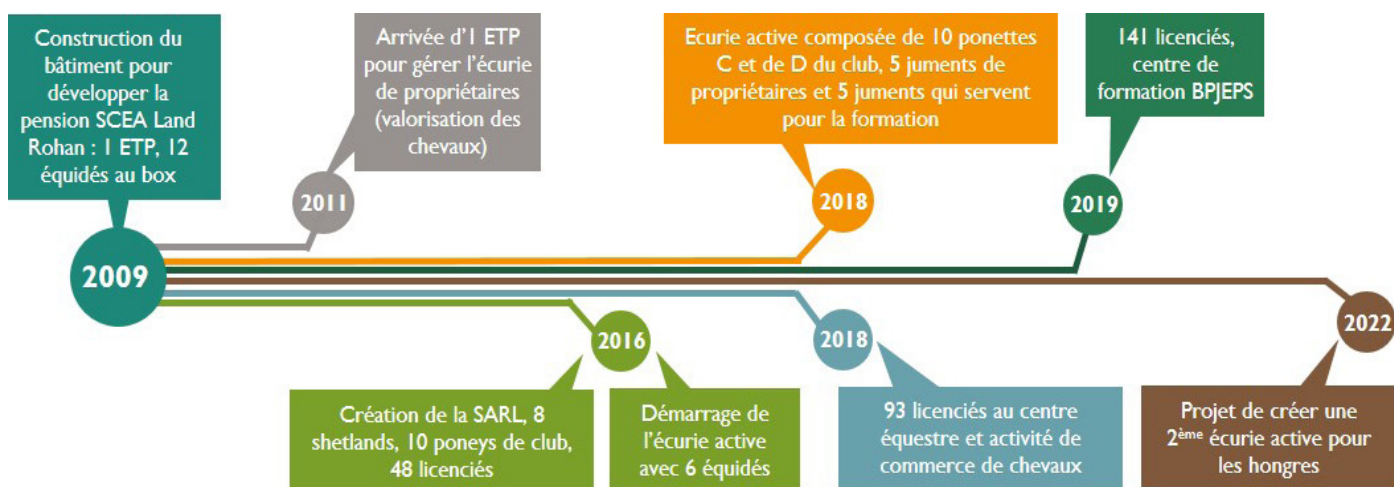 Construction du
bâtiment pour
développer la
pension SCEA Land
Rohan : 1 ETP, 12
équidés au box
2009
Arrivée d'1 ETP
pour gérer l'écurie
de propriétaires
(valorisation des
chevaux)
2011
Ecurie active composée de 10 ponettes
C et de D du club, 5 juments de
propriétaires et 5 juments qui servent
pour la formation
2018
141 licenciés,
centre de
formation BPJEPS
2019
2016
Création de la SARL, 8
shetlands, 10 poneys de club,
48 licenciés
Démarrage de
l'écurie active
avec 6 équidés
2018
93 licenciés au centre
équestre et activité de
commerce de chevaux
2022
Projet de créer une
2ème écurie active pour
les hongres